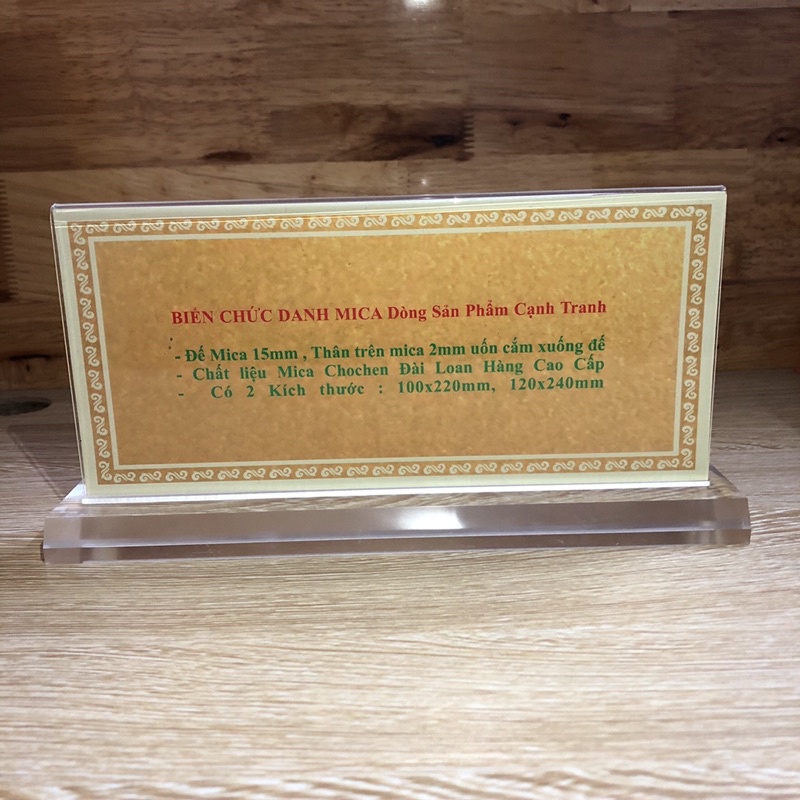 BIỂN CHỨC DANH MICA Dòng Sản Phẩm Cạnh Tranh
- Đế Mica 15mm , Thân trên mica 2mm uốn cắm xuống đế
- Chất liệu Mica Chochen Đài Loan Hàng Cao Cấp
- Có 2 Kích thước : 100x220mm, 120x240mm